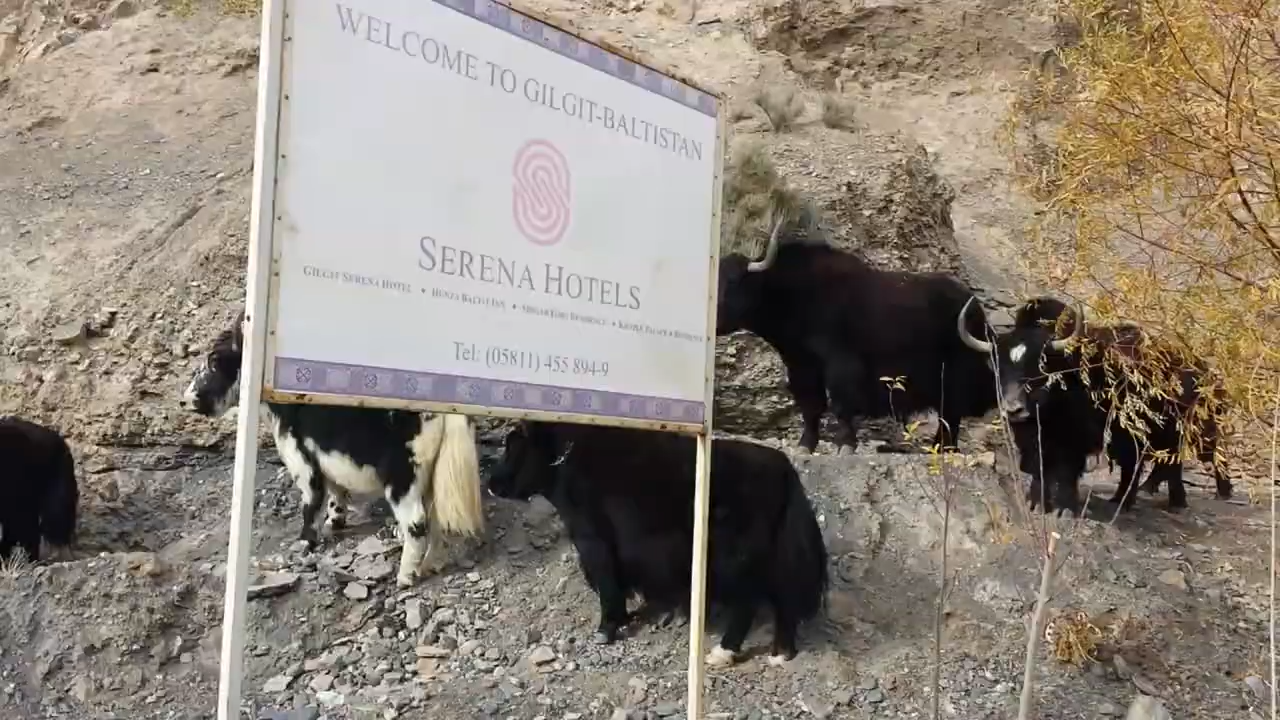 WELCOME TO GILGIT-BALTISTAN
SERENA HOTELS
GILGIT SERENA HOTEL • HUNZA BALTIT INN • SHIGAR FORT RESIDENCE • KHAPLU PALACE & RESIDENCE
Tel: (05811) 455 894-9